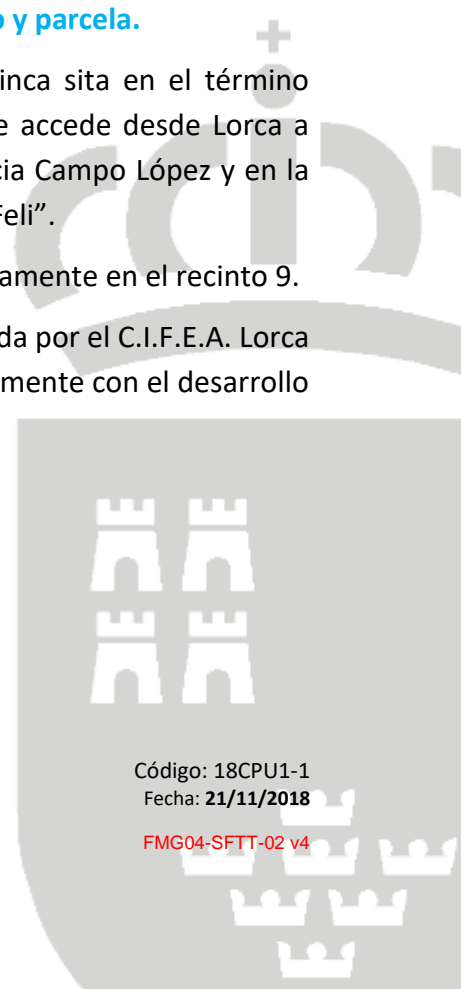 y parcela.
inca sita en el término
e accede desde Lorca a
cia Campo López y en la
Feli”.
amente en el recinto 9.
da por el C.I.F.E.A. Lorca
mente con el desarrollo
Código: 18CPU1-1
Fecha: 21/11/2018
FMG04-SFTT-02 v4